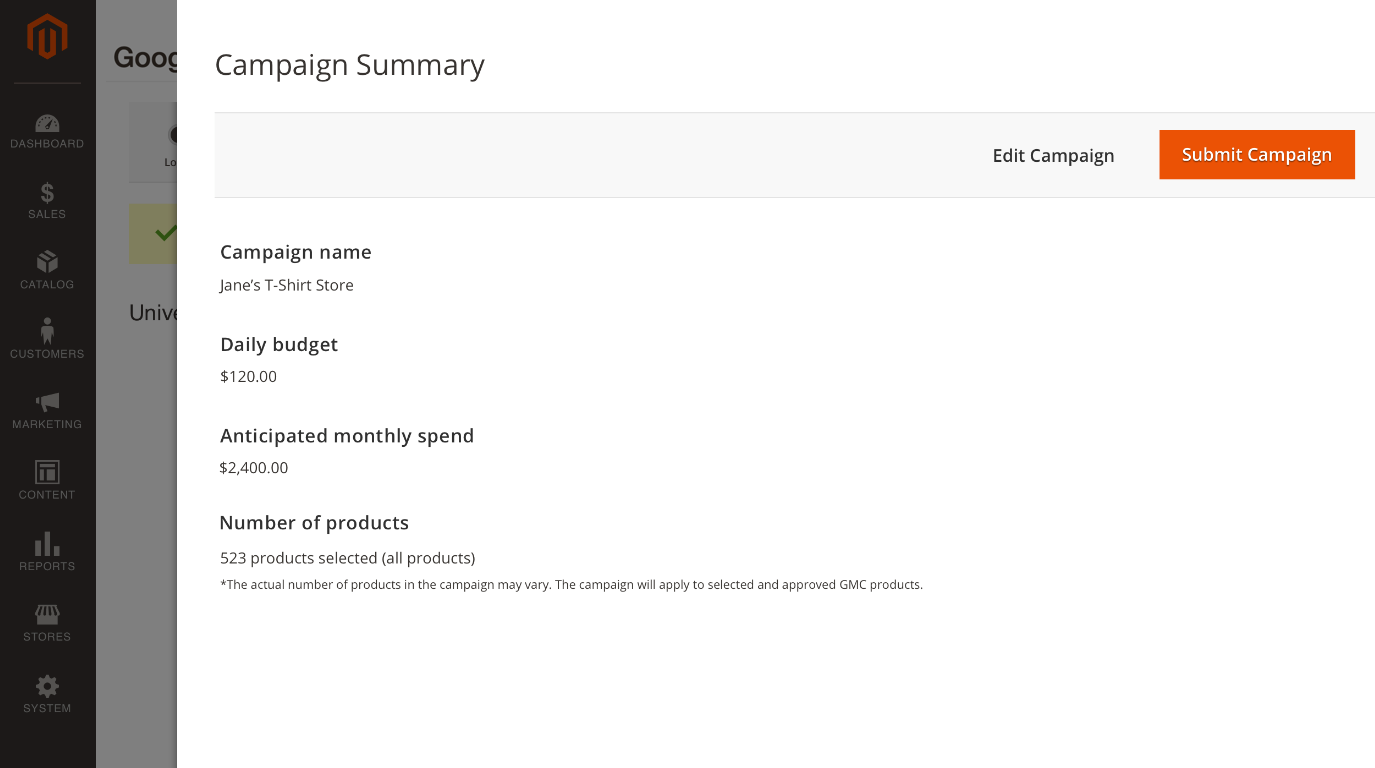 Goog
Campaign Summary
Edit Campaign
Submit Campaign
DASHBOARD
Lo
SALES
CATALOG
CUSTOMERS
MARKETING
CONTENT
REPORTS
STORES
SYSTEM
Unive
Campaign name
Jane's T-Shirt Store
Daily budget
$120.00
Anticipated monthly spend
$2,400.00
Number of products
523 products selected (all products)
*The actual number of products in the campaign may vary. The campaign will apply to selected and approved GMC products.